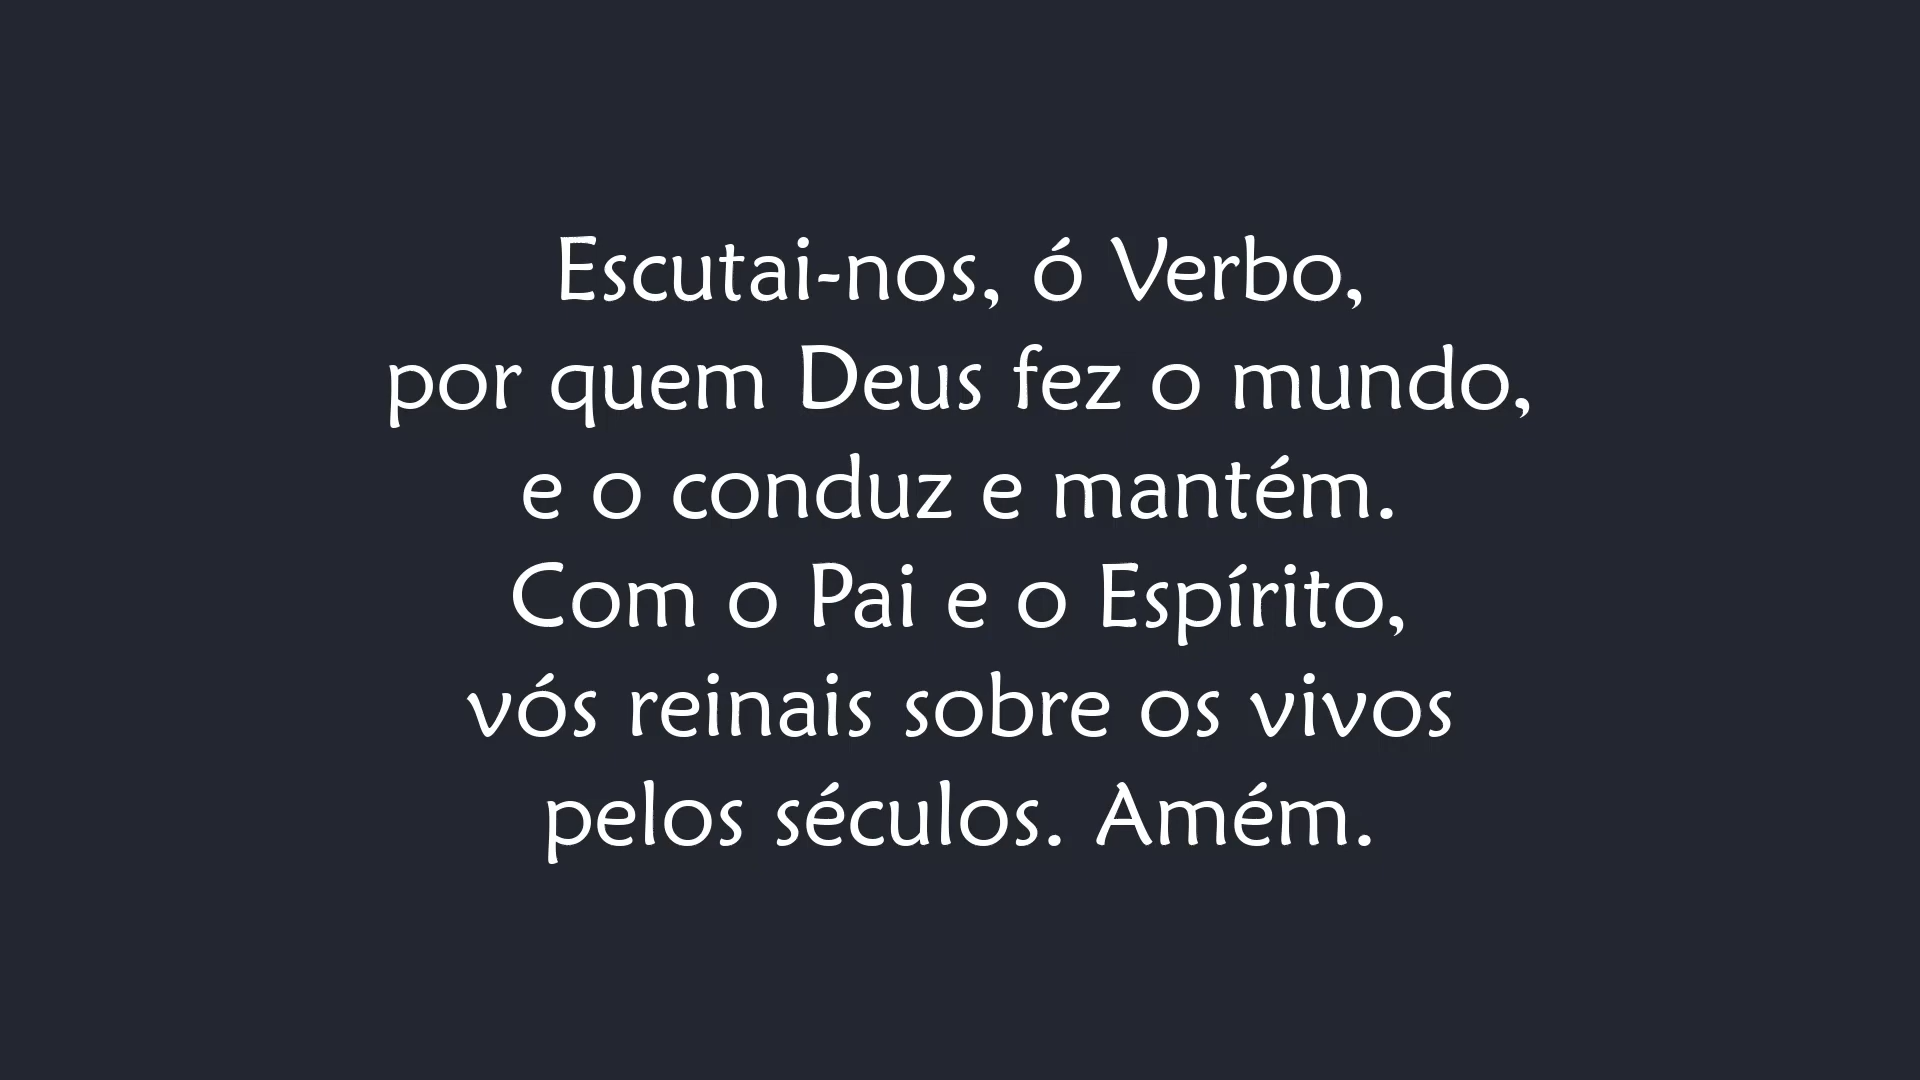 Escutai-nos, ó Verbo,
por quem Deus fez o mundo,
e o conduz e mantém.
Com o Pai e o Espírito,
vós reinais sobre os vivos
pelos séculos. Amém.